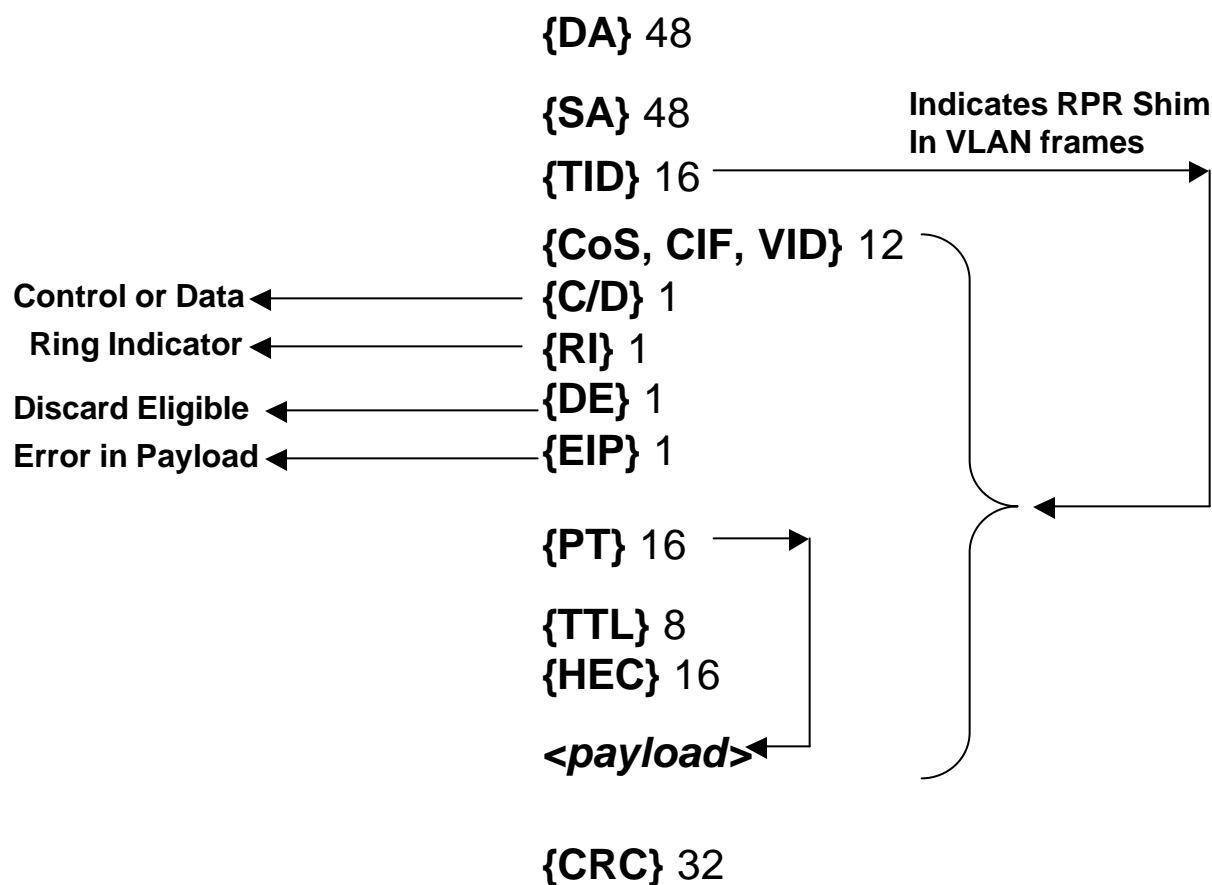 {DA} 48
{SA} 48
Indicates RPR Shim
In VLAN frames
{TID} 16
{CoS, CIF, VID} 12
Control or Data
{C/D} 1
Ring Indicator
{RI} 1
Discard Eligible
{DE} 1
Error in Payload
{EIP} 1
{PT} 16
{TTL} 8
{HEC} 16
<payload>
{CRC} 32